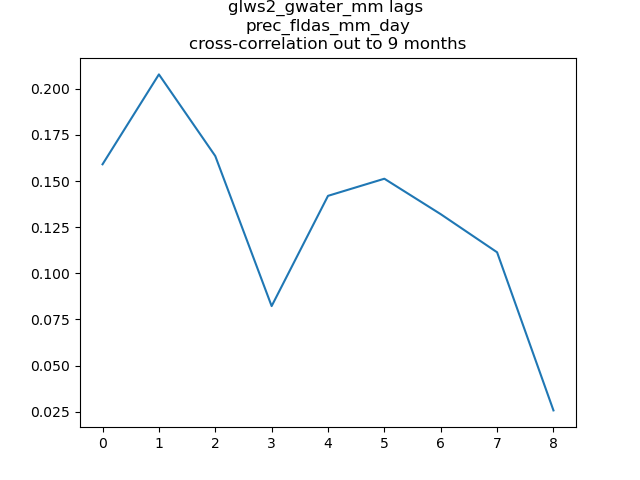 glws2_gwater_mm lags
prec_fldas_mm_day
cross-correlation out to 9 months
0.200
0.175
0.150
0.125
0.100
0.075
0.050
0.025
0 1 2 3 4 5 6 7 8